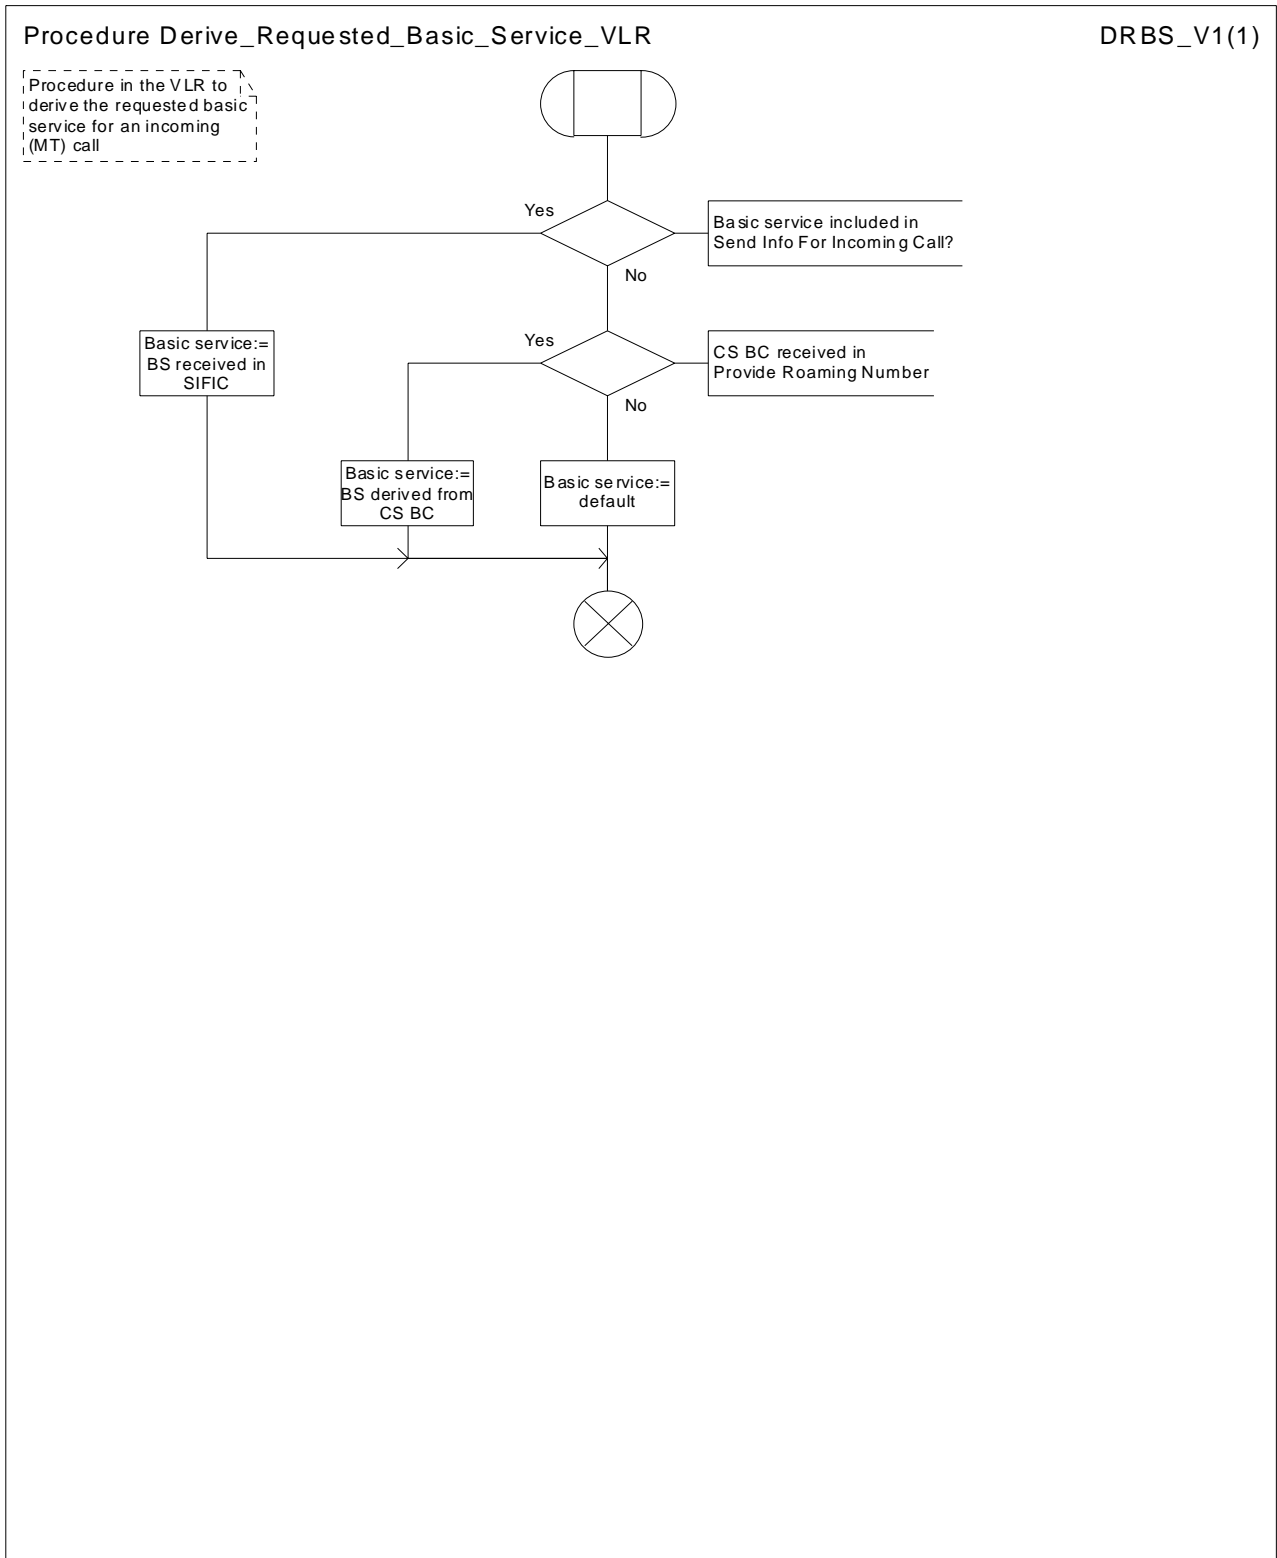 Procedure Derive_Requested_Basic_Service_VLR
DRBS_V1(1)
Procedure in the VLR to
derive the requested basic
service for an incoming
(MT) call
Yes
Basic service included in
Send Info For Incoming Call?
No
Basic service:=
BS received in
SIFIC
Yes
CS BC received in
Provide Roaming Number
No
Basic service:=
BS derived from
CS BC
Basic service:=
default